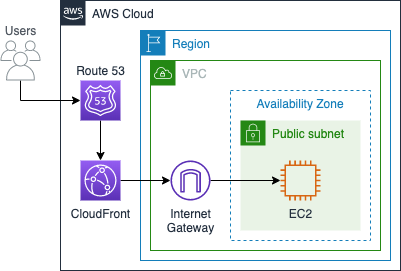 aws
AWS Cloud
Users
Region
Route 53
53
VPC
Availability Zone
Public subnet
CloudFront
Internet
Gateway
EC2